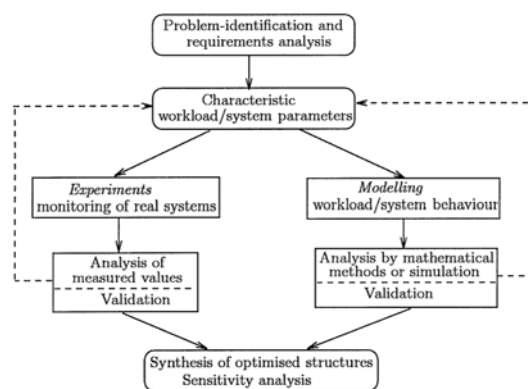 Problem-identification and
requirements analysis
Characteristic
workload/system parameters
Experiments
monitoring of real systems
Modelling
workload/system behaviour
Analysis of
measured values
Validation
Analysis by mathematical
methods or simulation
Validation
Synthesis of optimised structures
Sensitivity analysis